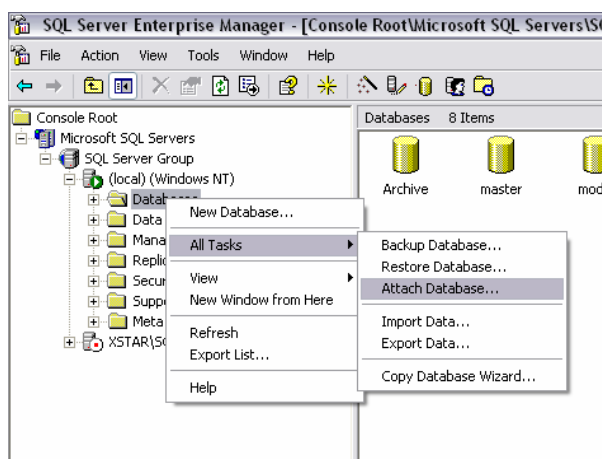 SQL Server Enterprise Manager - [Console Root\Microsoft SQL Servers\
File Action View Tools Window Help
Console Root
Microsoft SQL Servers
SQL Server Group
(local) (Windows NT)
Databases
Data
Mana
Replic
Secur
Suppo
Meta
XSTAR\
Databases 8 Items
Archive
master
mod
New Database...
All Tasks
View
New Window from Here
Refresh
Export List...
Help
Backup Database...
Restore Database...
Attach Database...
Import Data...
Export Data...
Copy Database Wizard...